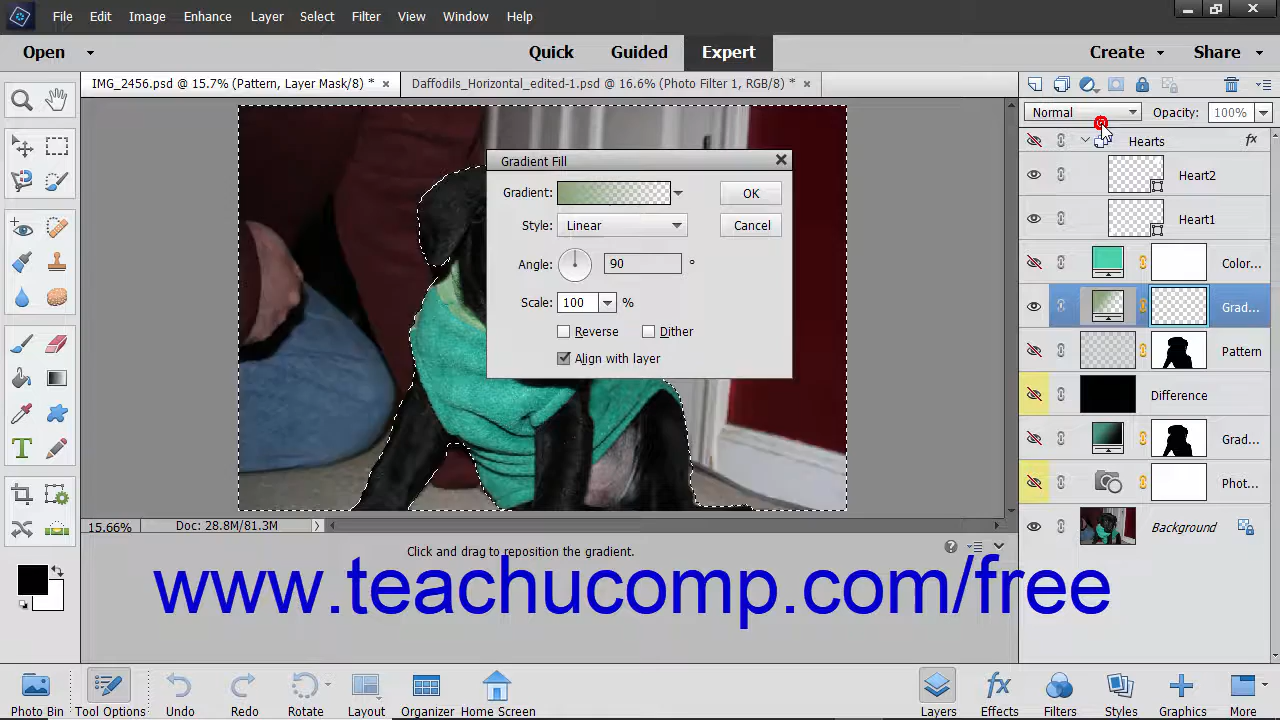 File Edit Image Enhance Layer Select Filter View Window Help
Open Quick Guided Expert Create Share
IMG_2456.psd @ 15.7% (Pattern, Layer Mask/8) * Daffodils_Horizontal_edited-1.psd @ 16.6% (Photo Filter 1, RGB/8) *
Normal Opacity: 100%
Hearts fx
Heart2
Heart1
Color...
Grad...
Pattern
Difference
Grad...
Phot...
Background
Gradient Fill
Gradient: OK
Style: Linear Cancel
Angle: 90 °
Scale: 100 %
Reverse Dither
Align with layer
15.66% Doc: 28.8M/81.3M
Click and drag to reposition the gradient.
www.teachucomp.com/free
Photo Bin Tool Options Undo Redo Rotate Layout Organizer Home Screen Layers Effects Filters Styles Graphics More